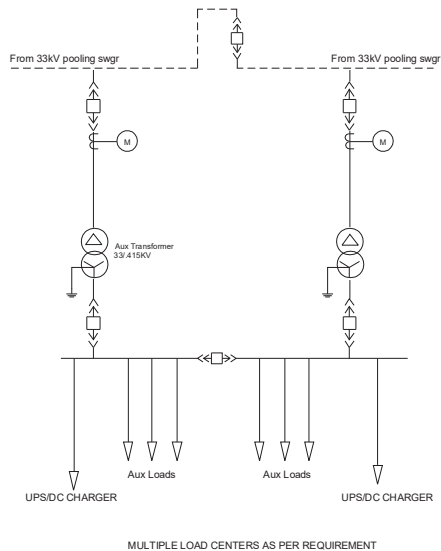 From 33kV pooling swgr
From 33kV pooling swgr
M
M
Aux Transformer
33/.415KV
Aux Loads
Aux Loads
UPS/DC CHARGER
UPS/DC CHARGER
MULTIPLE LOAD CENTERS AS PER REQUIREMENT